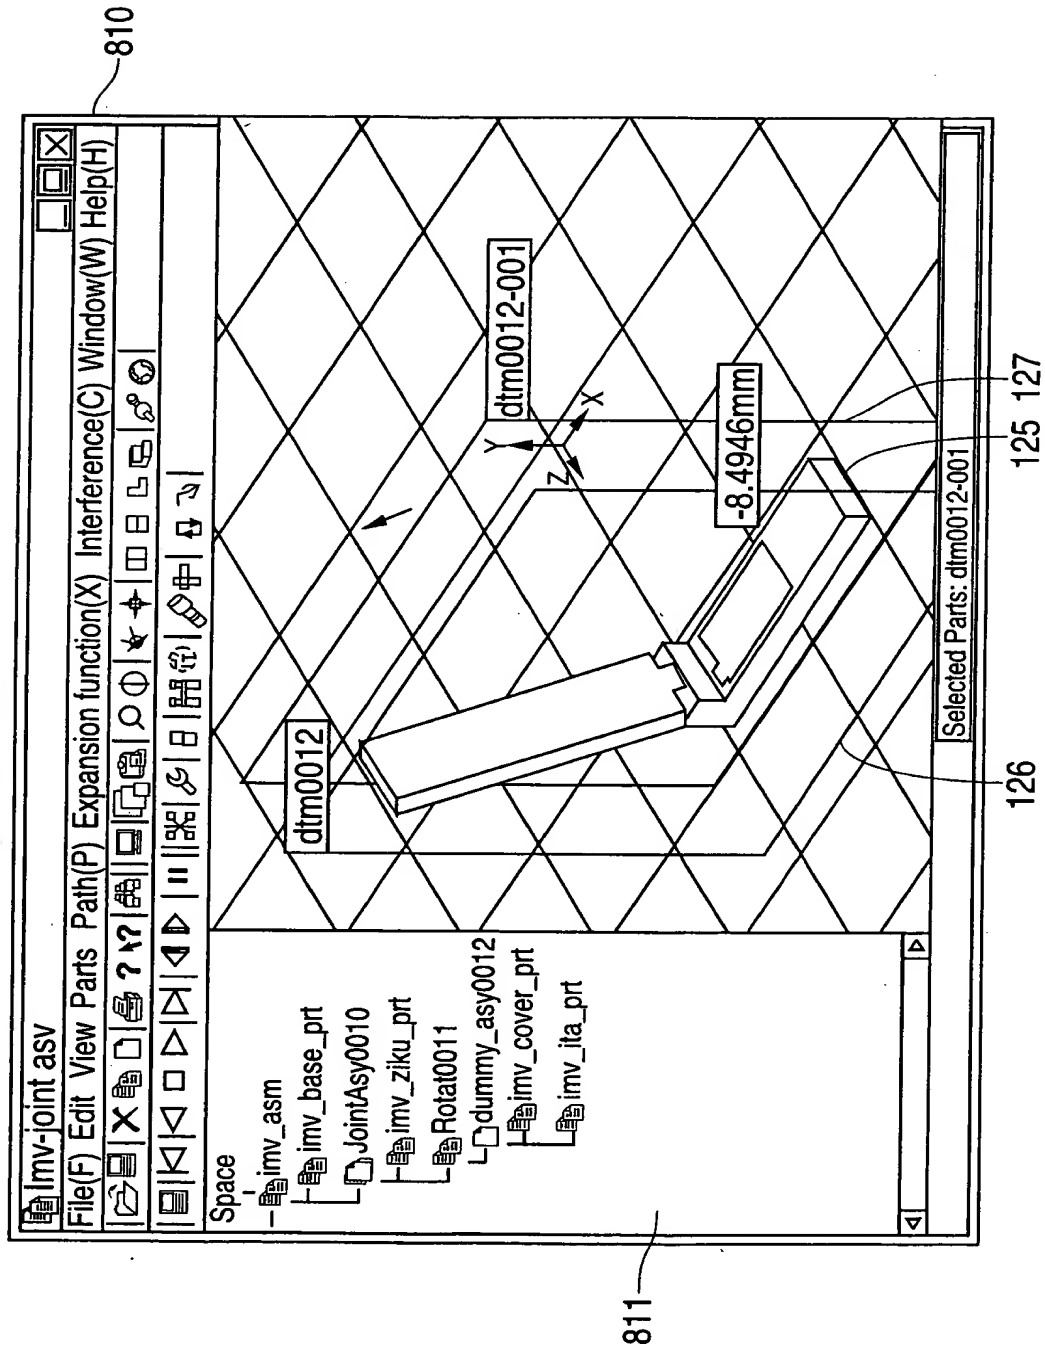 810
Imv-joint asv
File(F) Edit View Parts Path(P) Expansion function(X) Interference(C) Window(W) Help(H)
Space
imv_asm
imv_base_prt
JointAsy0010
imv_ziku_prt
Rotat0011
dummy_asy0012
imv_cover_prt
imv_ita_prt
dtm0012
dtm0012-001
Y
X
Z
-8.4946mm
Selected Parts: dtm0012-001
811
126
125
127